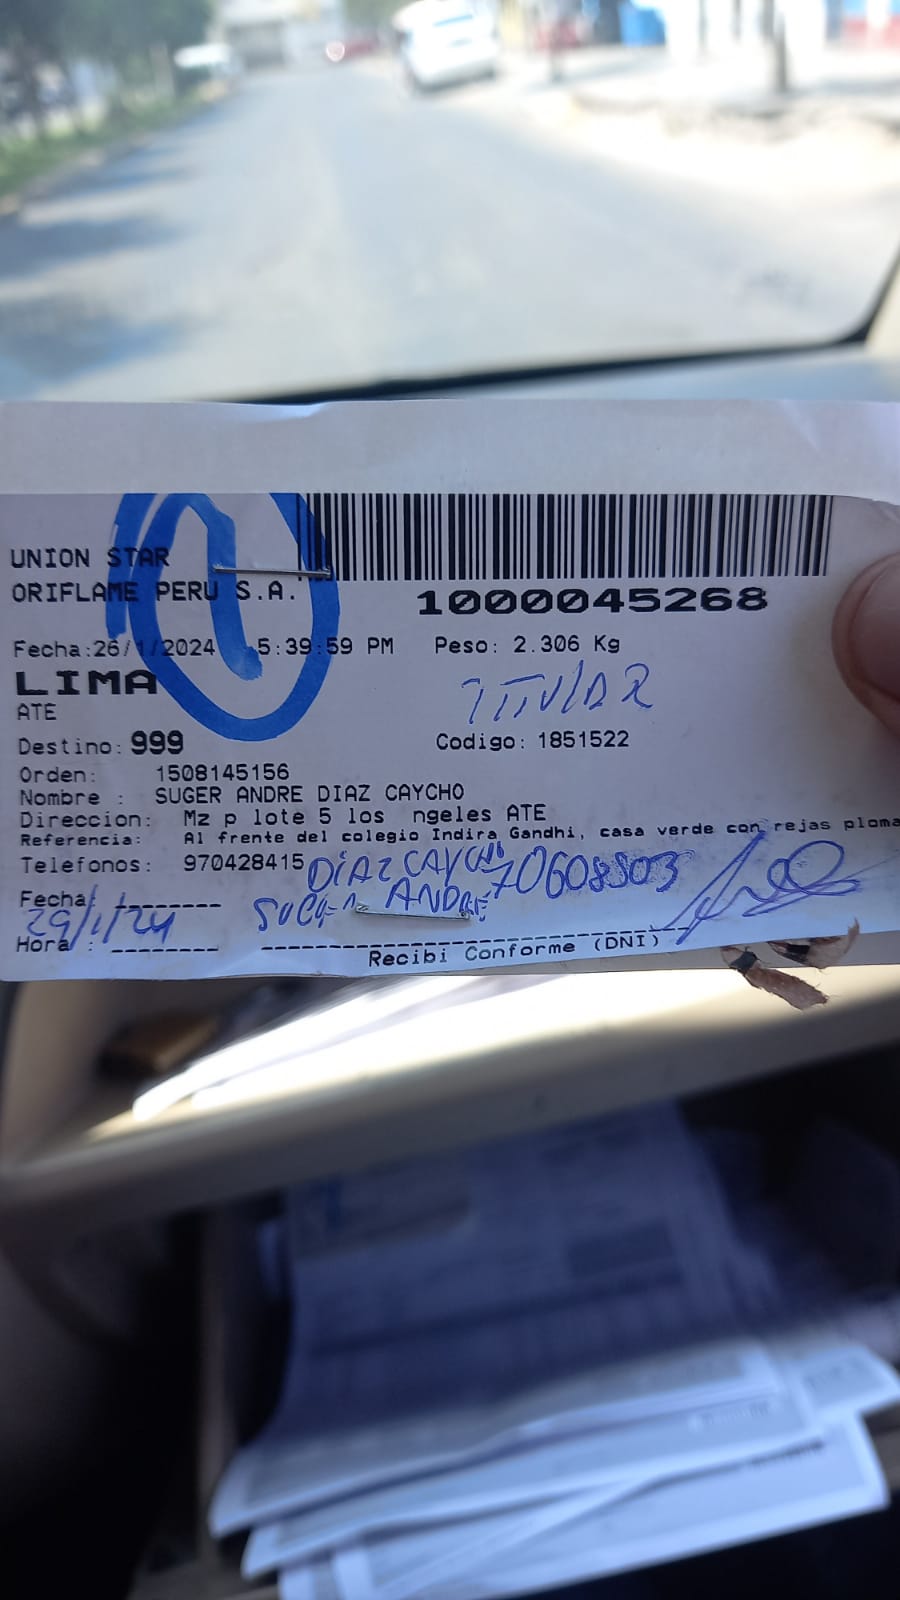 UNION STAR
ORIFLAME PERU S.A.
1000045268
Fecha:26/1/2024 5:39:59 PM Peso: 2.306 Kg
LIMA
TITULAR
ATE
Destino: 999 Codigo: 1851522
Orden: 1508145156
Nombre : SUGER ANDRE DIAZ CAYCHO
Direccion: Mz p lote 5 los ngeles ATE
Referencia: Al frente del colegio Indira Gandhi, casa verde con rejas ploma
Telefonos: 970428415
DIAZ CAYCHO 70608503
Fecha:
ANDRE
29/1/24
Hora :
Recibi Conforme (DNI)